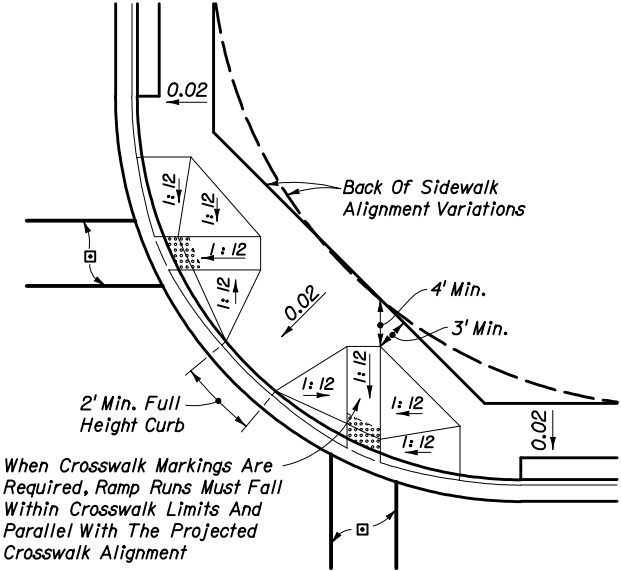 0.02
1:12
1:12
Back Of Sidewalk
Alignment Variations
1:12
1:12
0.02
4' Min.
3' Min.
1:12
1:12
1:12
2' Min. Full
Height Curb
1:12
0.02
When Crosswalk Markings Are
Required, Ramp Runs Must Fall
Within Crosswalk Limits And
Parallel With The Projected
Crosswalk Alignment